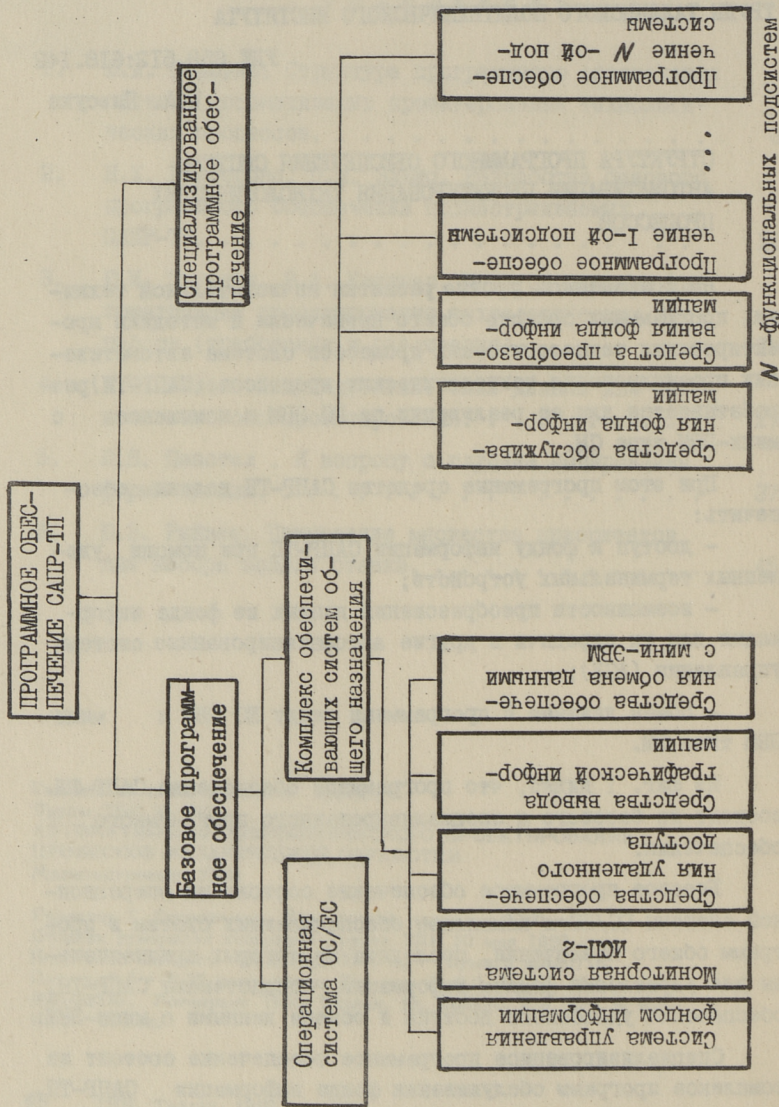 ПРОГРАММНОЕ ОБЕС-
ПЕЧЕНИЕ САПР-ТП
Базовое программ-
ное обеспечение
Специализированное
программное обес-
печение
Операционная
система ОС/ЕС
Комплекс обеспечи-
вающих систем об-
щего назначения
Система управления
фондом информации
Мониторная система
ИСП-2
Средства обеспече-
ния удаленного
доступа
Средства вывода
графической инфор-
мации
Средства обеспече-
ния обмена данными
с мини-ЭВМ
Средства обслужива-
ния фонда инфор-
мации
Средства преобразо-
вания фонда инфор-
мации
Программное обеспе-
чение I-ой подсистемы
...
Программное обеспе-
чение N -ой под-
системы
N -функциональных подсистем